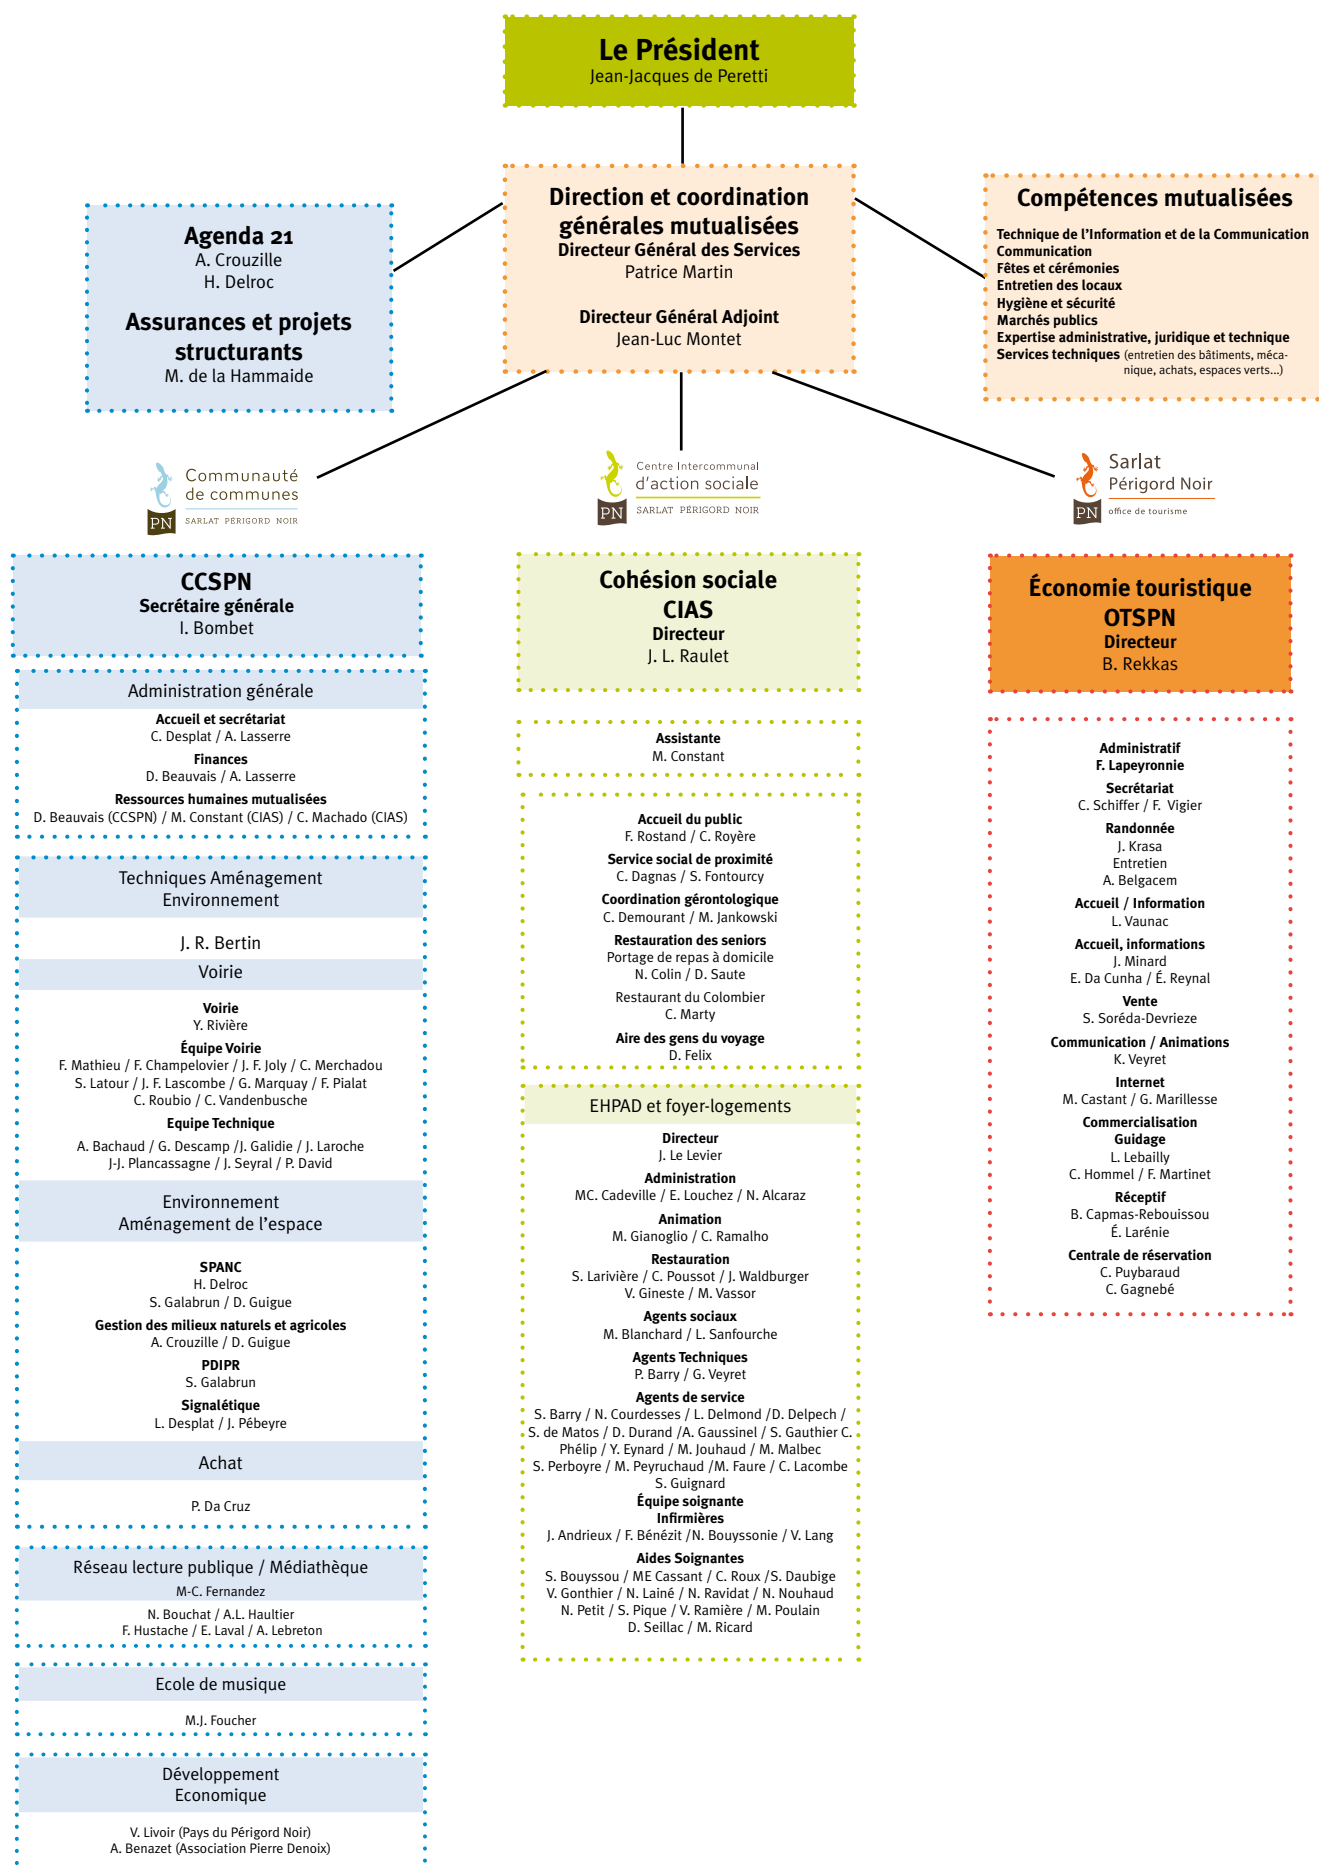 Le Président
Jean-Jacques de Peretti
Agenda 21
A. Crouzille
H. Delroc
Assurances et projets
structurants
M. de la Hammaide
Direction et coordination
générales mutualisées
Directeur Général des Services
Patrice Martin
Directeur Général Adjoint
Jean-Luc Montet
Compétences mutualisées
Technique de l'Information et de la Communication
Communication
Fêtes et cérémonies
Entretien des locaux
Hygiène et sécurité
Marchés publics
Expertise administrative, juridique et technique
Services techniques (entretien des bâtiments, méca-
nique, achats, espaces verts...)
Communauté
de communes
PN SARLAT PÉRIGORD NOIR
Centre Intercommunal
d'action sociale
PN SARLAT PÉRIGORD NOIR
Sarlat
Périgord Noir
PN office de tourisme
CCSPN
Secrétaire générale
I. Bombet
Administration générale
Accueil et secrétariat
C. Desplat / A. Lasserre
Finances
D. Beauvais / A. Lasserre
Ressources humaines mutualisées
D. Beauvais (CCSPN) / M. Constant (CIAS) / C. Machado (CIAS)
Techniques Aménagement
Environnement
J. R. Bertin
Voirie
Voirie
Y. Rivière
Équipe Voirie
F. Mathieu / F. Champelovier / J. F. Joly / C. Merchadou
S. Latour / J. F. Lascombe / G. Marquay / F. Pialat
C. Roubio / C. Vandenbusche
Equipe Technique
A. Bachaud / G. Descamp /J. Galidie / J. Laroche
J-J. Plancassagne / J. Seyral / P. David
Environnement
Aménagement de l'espace
SPANC
H. Delroc
S. Galabrun / D. Guigue
Gestion des milieux naturels et agricoles
A. Crouzille / D. Guigue
PDIPR
S. Galabrun
Signalétique
L. Desplat / J. Pébeyre
Achat
P. Da Cruz
Réseau lecture publique / Médiathèque
M-C. Fernandez
N. Bouchat / A.L. Haultier
F. Hustache / E. Laval / A. Lebreton
Ecole de musique
M.J. Foucher
Développement
Economique
V. Livoir (Pays du Périgord Noir)
A. Benazet (Association Pierre Denoix)
Cohésion sociale
CIAS
Directeur
J. L. Raulet
Assistante
M. Constant
Accueil du public
F. Rostand / C. Royère
Service social de proximité
C. Dagnas / S. Fontourcy
Coordination gérontologique
C. Demourant / M. Jankowski
Restauration des seniors
Portage de repas à domicile
N. Colin / D. Saute
Restaurant du Colombier
C. Marty
Aire des gens du voyage
D. Felix
EHPAD et foyer-logements
Directeur
J. Le Levier
Administration
MC. Cadeville / E. Louchez / N. Alcaraz
Animation
M. Gianoglio / C. Ramalho
Restauration
S. Larivière / C. Poussot / J. Waldburger
V. Gineste / M. Vassor
Agents sociaux
M. Blanchard / L. Sanfourche
Agents Techniques
P. Barry / G. Veyret
Agents de service
S. Barry / N. Courdesses / L. Delmond /D. Delpech /
S. de Matos / D. Durand /A. Gaussinel / S. Gauthier C.
Phélip / Y. Eynard / M. Jouhaud / M. Malbec
S. Perboyre / M. Peyruchaud /M. Faure / C. Lacombe
S. Guignard
Équipe soignante
Infirmières
J. Andrieux / F. Bénézit /N. Bouyssonie / V. Lang
Aides Soignantes
S. Bouyssou / ME Cassant / C. Roux /S. Daubige
V. Gonthier / N. Lainé / N. Ravidat / N. Nouhaud
N. Petit / S. Pique / V. Ramière / M. Poulain
D. Seillac / M. Ricard
Économie touristique
OTSPN
Directeur
B. Rekkas
Administratif
F. Lapeyronnie
Secrétariat
C. Schiffer / F. Vigier
Randonnée
J. Krasa
Entretien
A. Belgacem
Accueil / Information
L. Vaunac
Accueil, informations
J. Minard
E. Da Cunha / É. Reynal
Vente
S. Soréda-Devrieze
Communication / Animations
K. Veyret
Internet
M. Castant / G. Marillesse
Commercialisation
Guidage
L. Lebailly
C. Hommel / F. Martinet
Réceptif
B. Capmas-Rebouissou
É. Larénie
Centrale de réservation
C. Puybaraud
C. Gagnebé